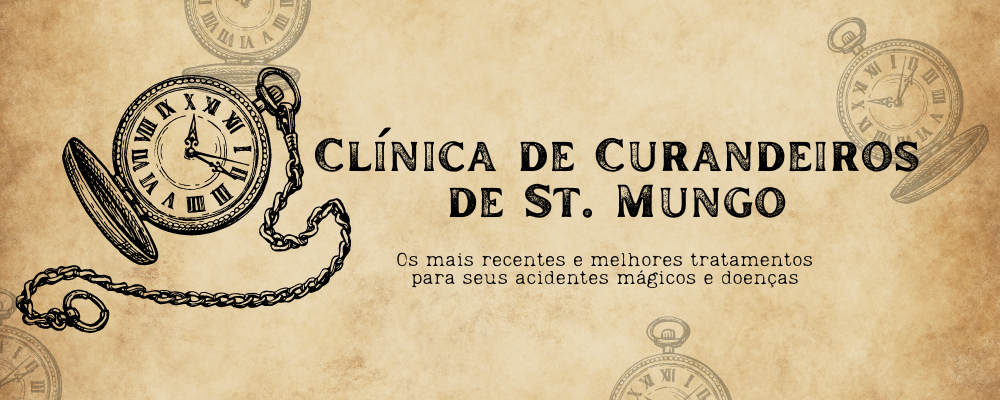 Clínica de Curandeiros
de St. Mungo
Os mais recentes e melhores tratamentos
para seus acidentes mágicos e doenças